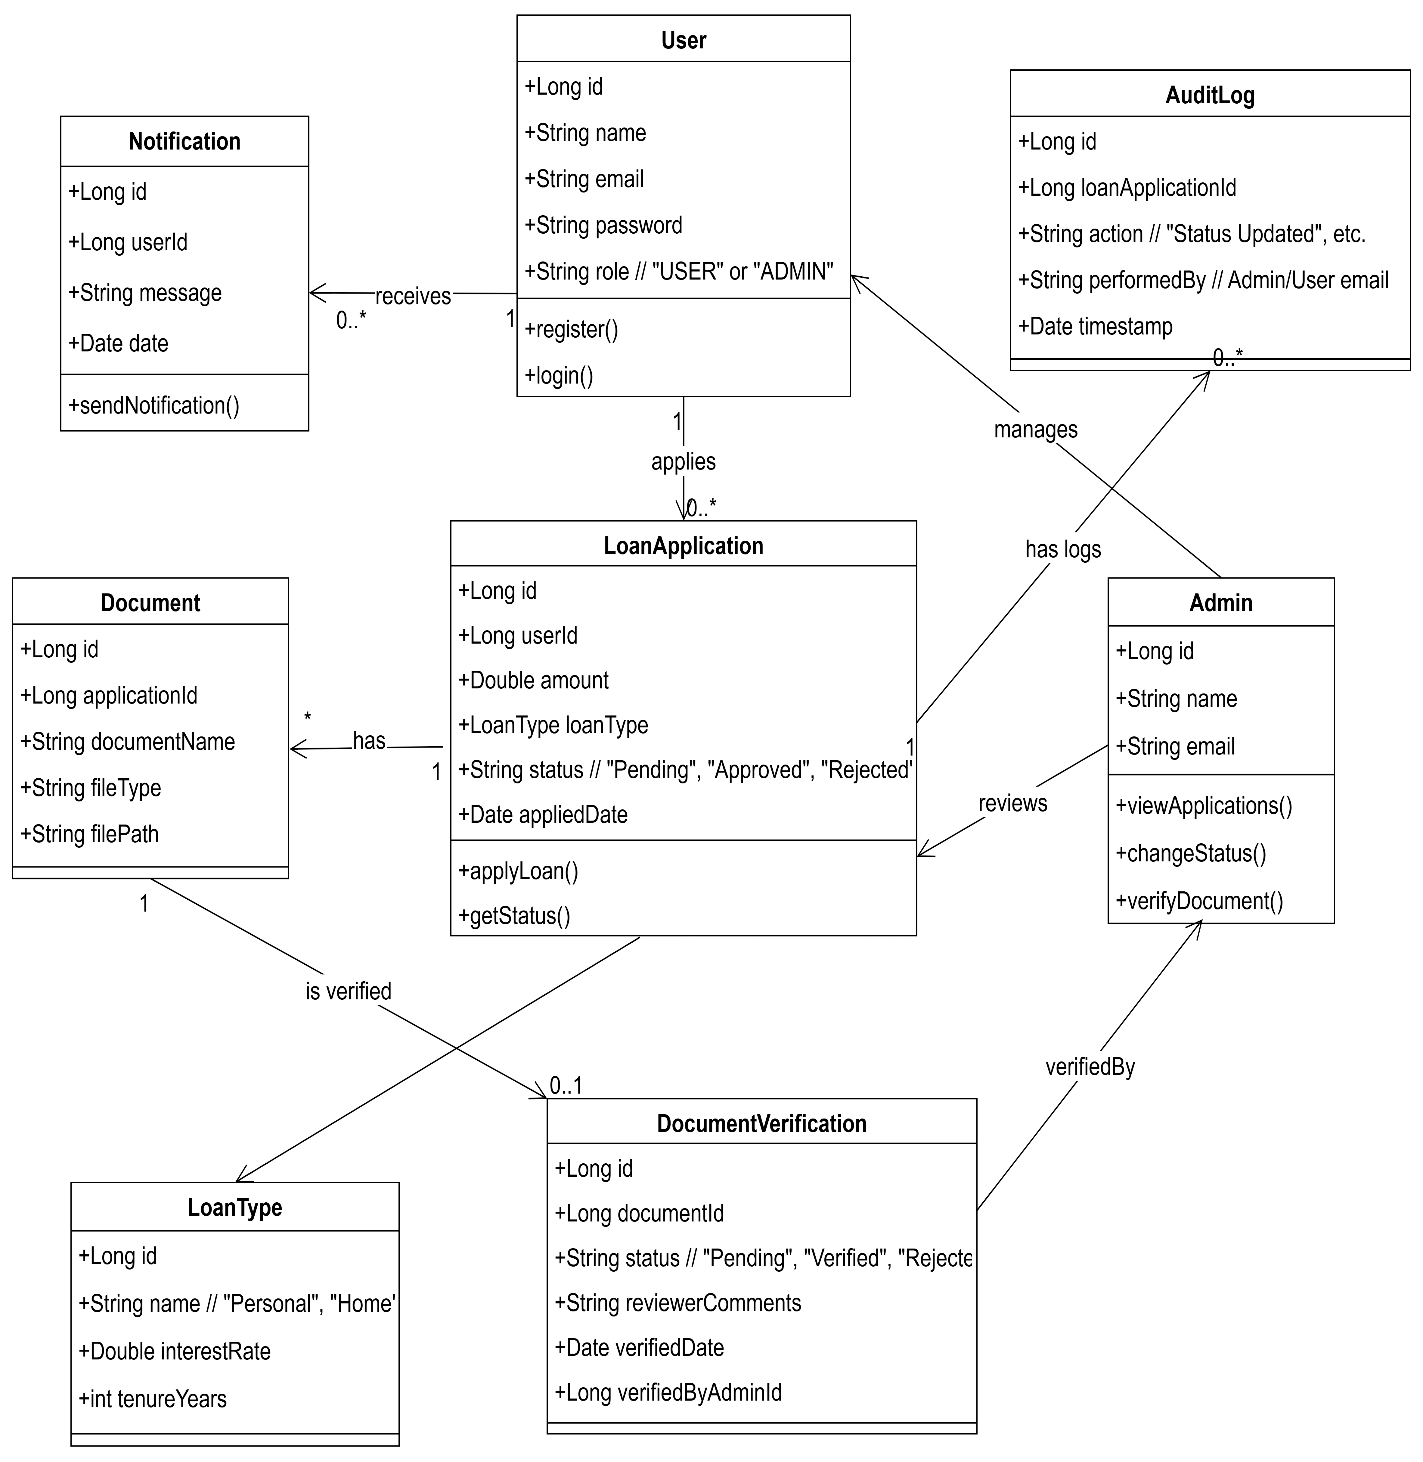 User
+Long id
+String name
+String email
+String password
+String role // "USER" or "ADMIN"
+register()
+login()
AuditLog
+Long id
+Long loanApplicationId
+String action // "Status Updated", etc.
+String performedBy // Admin/User email
+Date timestamp
0..*
Notification
+Long id
+Long userId
+String message
+Date date
+sendNotification()
receives
0..*
1
1
applies
0..*
manages
has logs
LoanApplication
+Long id
+Long userId
+Double amount
+LoanType loanType
+String status // "Pending", "Approved", "Rejected'
+Date appliedDate
+applyLoan()
+getStatus()
1
Document
+Long id
+Long applicationId
+String documentName
+String fileType
+String filePath
*
has
1
1
Admin
+Long id
+String name
+String email
+viewApplications()
+changeStatus()
+verifyDocument()
reviews
is verified
0..1
verifiedBy
DocumentVerification
+Long id
+Long documentId
+String status // "Pending", "Verified", "Rejecte
+String reviewerComments
+Date verifiedDate
+Long verifiedByAdminId
LoanType
+Long id
+String name // "Personal", "Home'
+Double interestRate
+int tenureYears